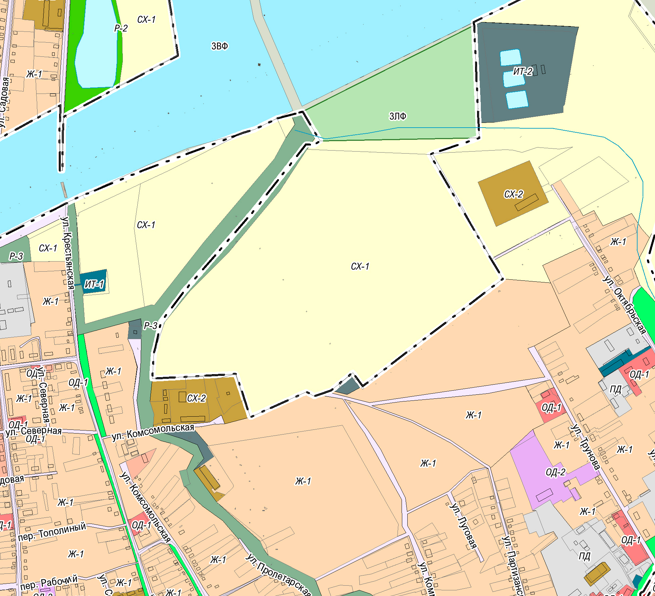 СХ-1
Р-2
ЗВФ
Ж-1
ИТ-2
ул. Садовая
ЗЛФ
СХ-2
СХ-1
ул. Крестьянская
СХ-1
Ж-1
Р-3
СХ-1
ИТ-1
Ж-1
ул. Октябрьская
Р-3
Ж-1
ОД-1
ОД-1
ОД-1
ул. Северная
ПД
Ж-1
Ж-1
СХ-2
ОД-1
Ж-1
ул. Северная
ОД-1
ул. Комсомольская
ул. Трунова
Ж-1
Ж-1
Ж-1
ОД-2
Ж-1
ул. Комсомольская
ул. Луговая
Ж-1
ОД-1
ОД-1
пер. Тополиный
Ж-1
Ж-1
ул. Пролетарская
ПД
ОД-1
пер. Рабочий
Ж-1